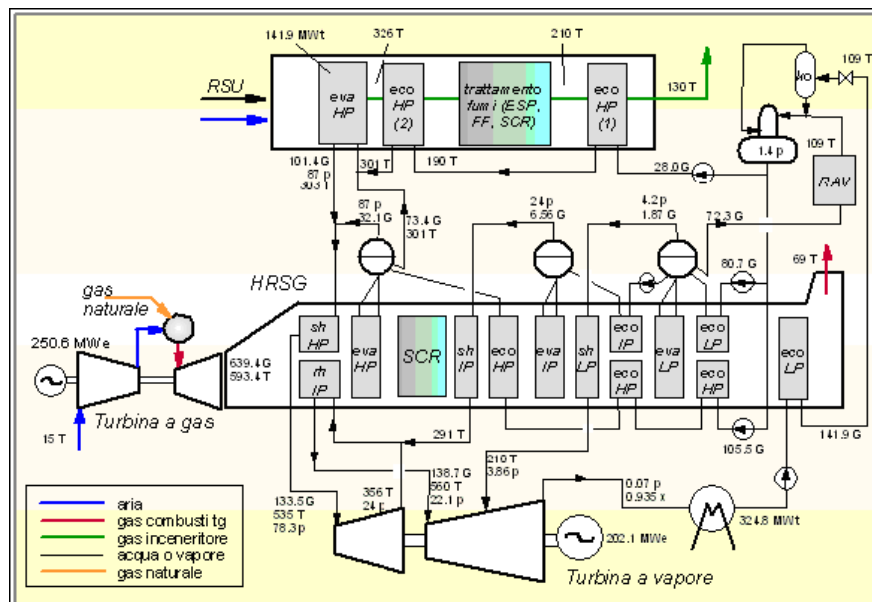 141.9 MWt
326 T
210 T
109 T
RSU
eva
HP
eco
HP
(2)
trattamento
fumi (ESP,
FF, SCR)
eco
HP
(1)
130 T
1.4 p
109 T
RAV
101.4 G
87 p
303 T
301 T
190 T
28.0 G
87 p
32.1 G
73.4 G
301 T
24 p
6.56 G
4.2 p
1.87 G
72.3 G
80.7 G
69 T
HRSG
gas
naturale
250.6 MWe
639.4 G
593.4 T
sh
HP
rh
IP
eva
HP
SCR
sh
IP
eco
HP
eva
IP
sh
LP
eco
IP
eco
HP
eva
LP
eco
LP
eco
HP
eco
LP
15 T
Turbina a gas
291 T
105.5 G
141.9 G
210 T
3.86 p
133.5 G
535 T
78.3 p
356 T
24 p
138.7 G
560 T
22.1 p
0.07 p
0.935 x
324.8 MWt
202.1 MWe
Turbina a vapore
aria
gas combusti tg
gas inceneritore
acqua o vapore
gas naturale